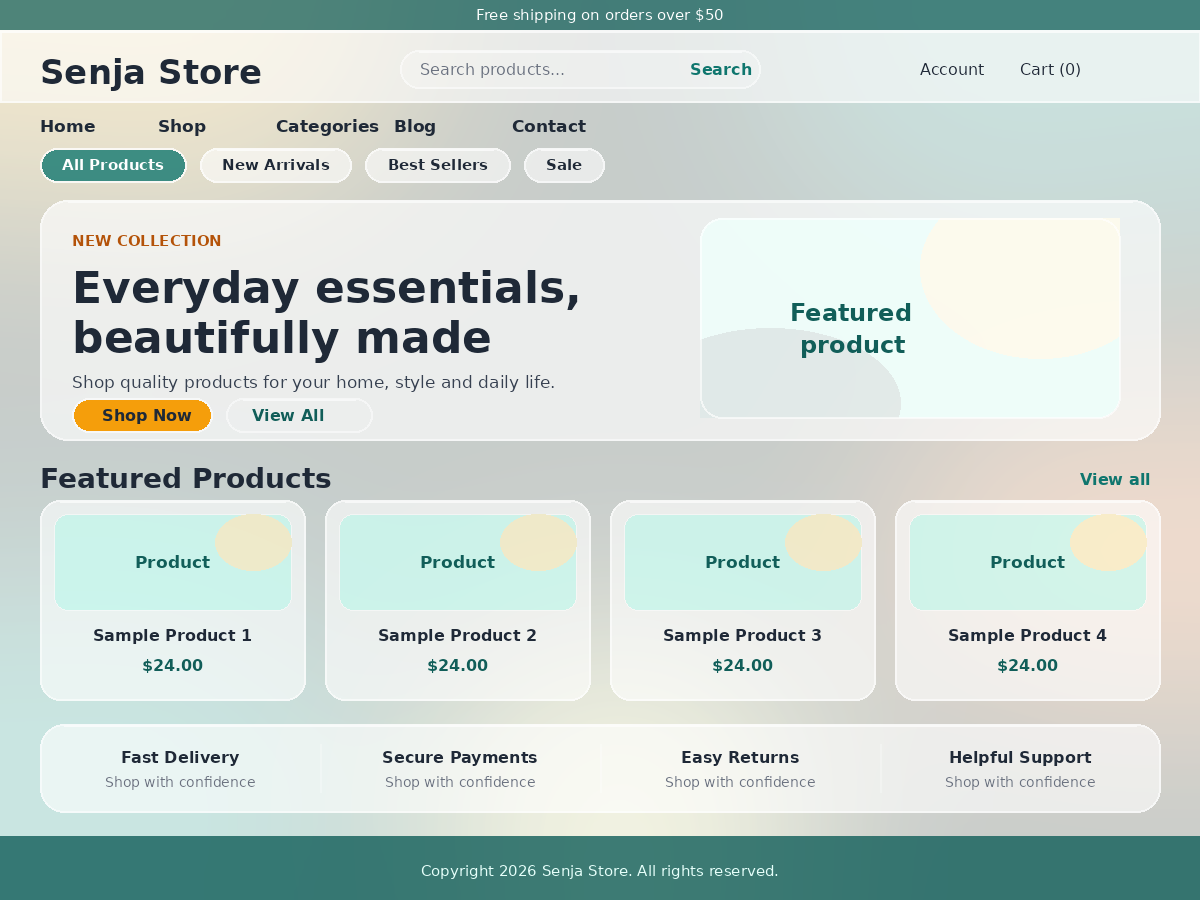 Free shipping on orders over $50
Senja Store
Search products...
Search
Account
Cart (0)
Home
Shop
Categories
Blog
Contact
All Products
New Arrivals
Best Sellers
Sale
NEW COLLECTION
Everyday essentials,
beautifully made
Shop quality products for your home, style and daily life.
Shop Now
View All
Featured
product
Featured Products
View all
Product
Product
Product
Product
Sample Product 1
Sample Product 2
Sample Product 3
Sample Product 4
$24.00
$24.00
$24.00
$24.00
Fast Delivery
Secure Payments
Easy Returns
Helpful Support
Shop with confidence
Shop with confidence
Shop with confidence
Shop with confidence
Copyright 2026 Senja Store. All rights reserved.